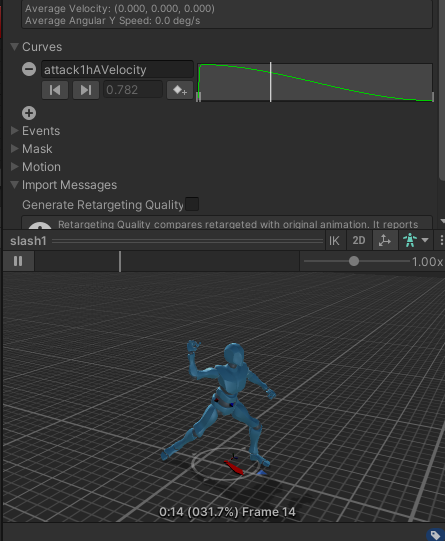 Average Velocity: (0.000, 0.000, 0.000)
Average Angular Y Speed: 0.0 deg/s
Curves
attack1hAVelocity
0.782
Events
Mask
Motion
Import Messages
Generate Retargeting Quality
Retargeting Quality compares retargeted with original animation. It reports
slash1 IK 2D
1.00x
0:14 (031.7%) Frame 14